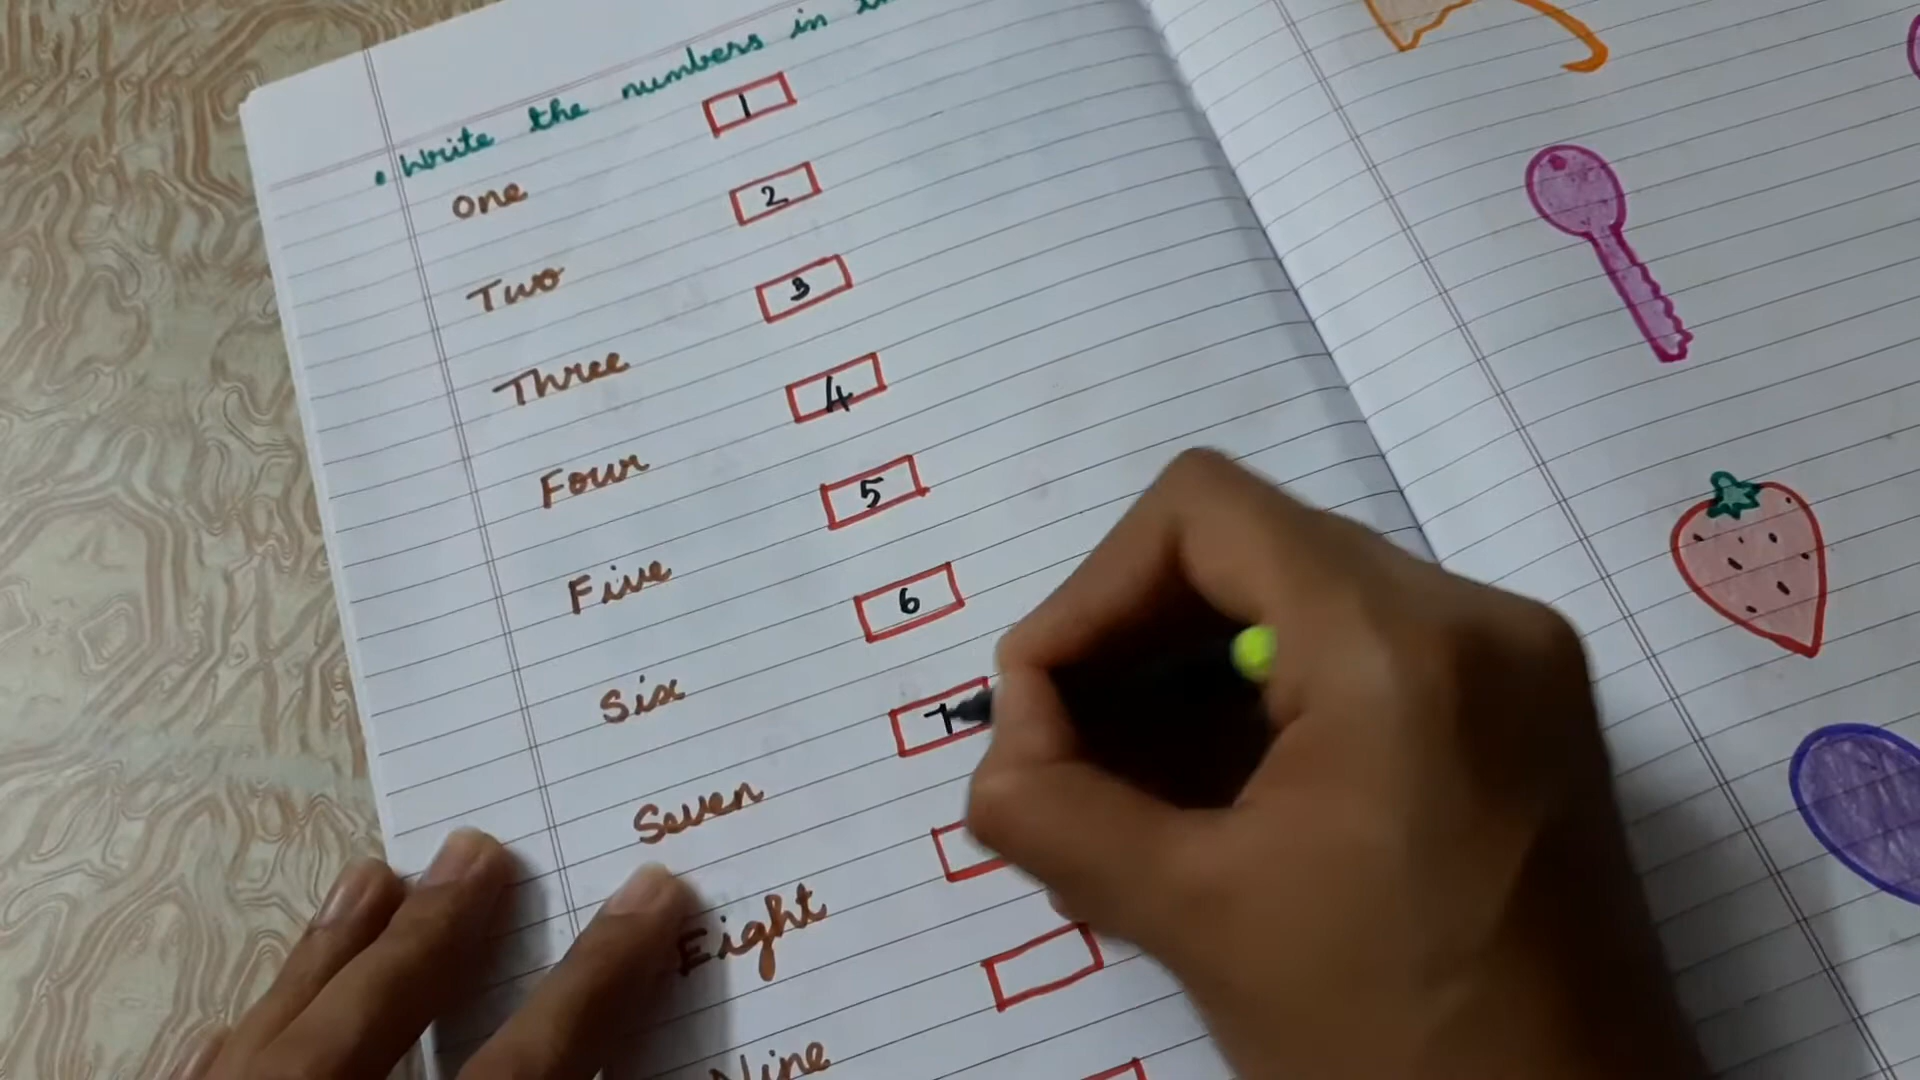 • Write the numbers in
one 1
Two 2
Three 3
Four 4
Five 5
Six 6
Seven 7
Eight
Nine